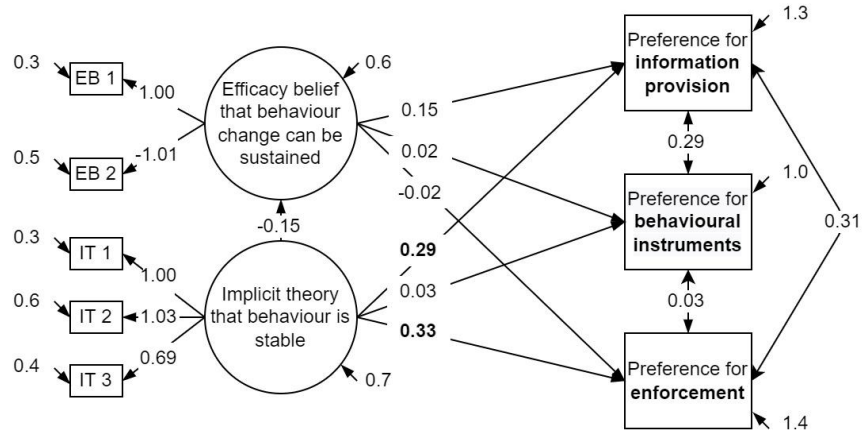 0.3
EB 1
1.00
0.5
EB 2
-1.01
0.6
Efficacy belief
that behaviour
change can be
sustained
-0.15
0.3
IT 1
1.00
0.6
IT 2
1.03
0.4
IT 3
0.69
Implicit theory
that behaviour is
stable
0.7
0.15
0.02
-0.02
0.29
0.03
0.33
1.3
Preference for
information
provision
0.29
1.0
Preference for
behavioural
instruments
0.31
0.03
Preference for
enforcement
1.4